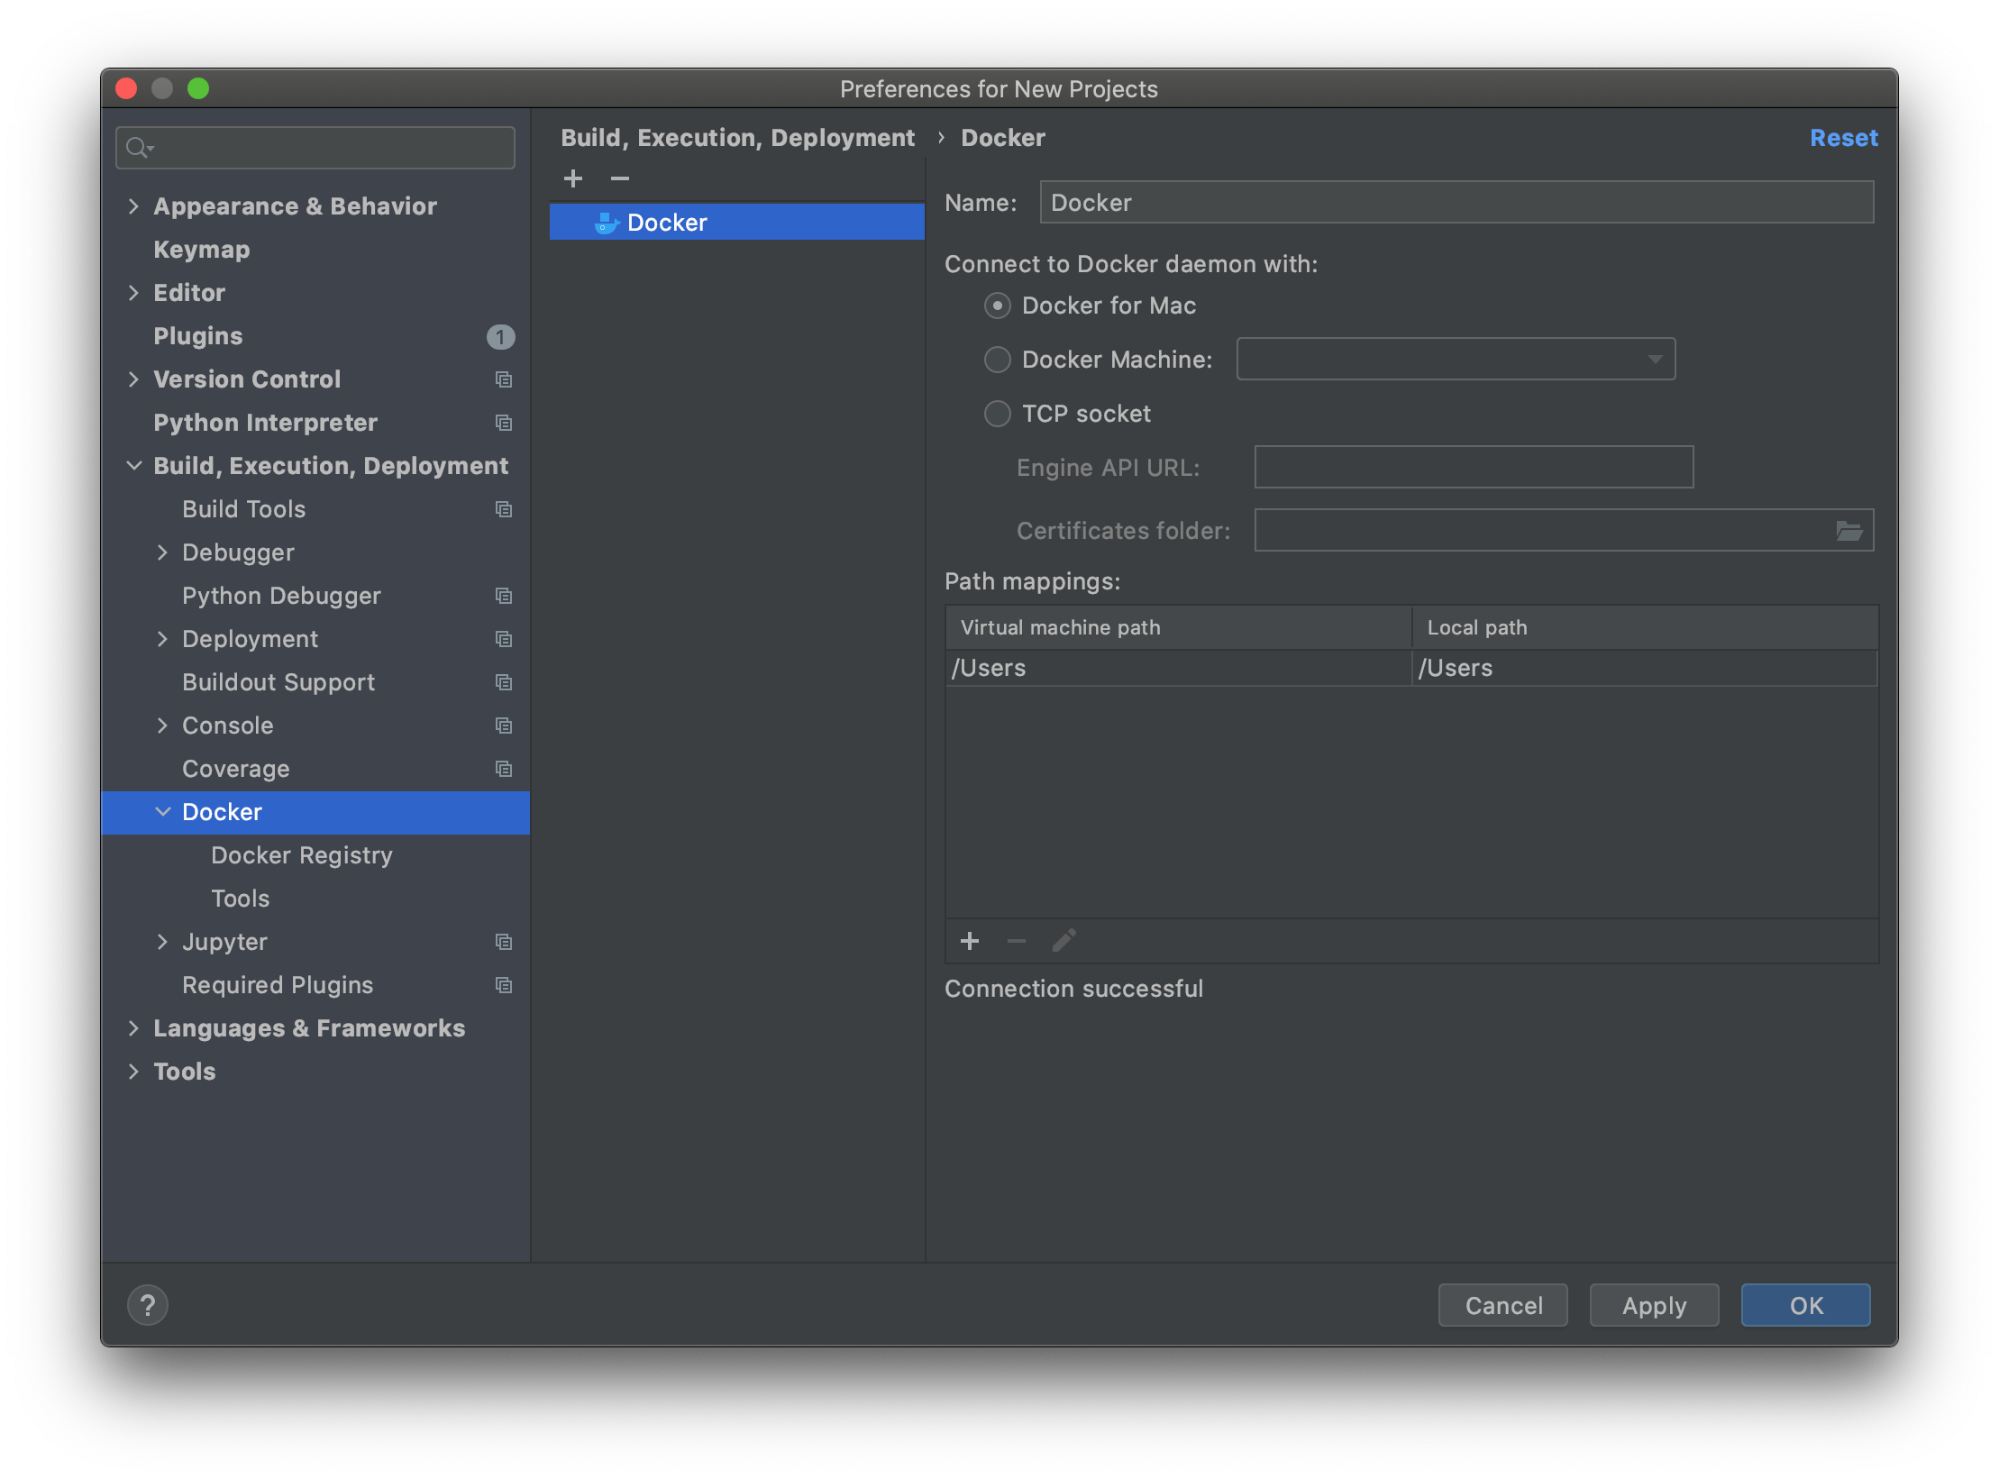 Preferences for New Projects
Appearance & Behavior
Keymap
Editor
Plugins 1
Version Control
Python Interpreter
Build, Execution, Deployment
Build Tools
Debugger
Python Debugger
Deployment
Buildout Support
Console
Coverage
Docker
Docker Registry
Tools
Jupyter
Required Plugins
Languages & Frameworks
Tools
Build, Execution, Deployment › Docker
Reset
Docker
Name: Docker
Connect to Docker daemon with:
Docker for Mac
Docker Machine:
TCP socket
Engine API URL:
Certificates folder:
Path mappings:
Virtual machine path Local path
/Users /Users
Connection successful
? Cancel Apply OK